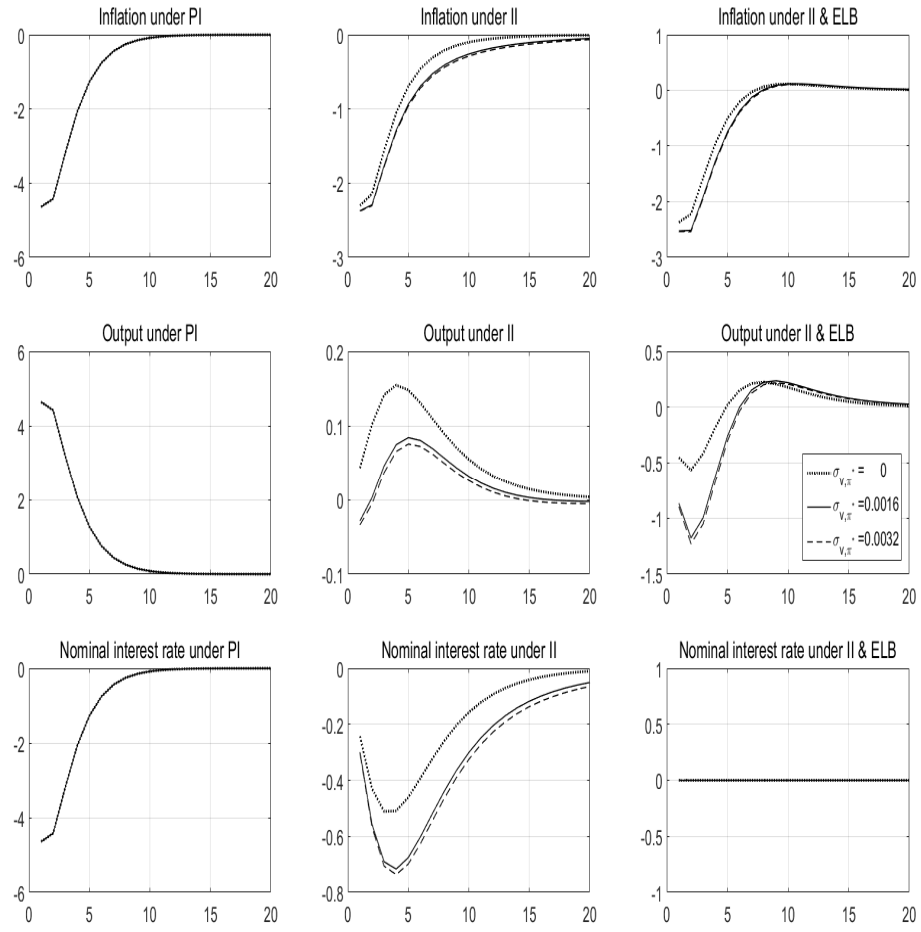 Inflation under PI
0
-2
-4
-6
0 5 10 15 20
Inflation under II
0
-1
-2
-3
0 5 10 15 20
Inflation under II & ELB
1
0
-1
-2
-3
0 5 10 15 20
Output under PI
6
4
2
0
0 5 10 15 20
Output under II
0.2
0.1
0
-0.1
0 5 10 15 20
Output under II & ELB
0.5
0
-0.5
-1
-1.5
0 5 10 15 20
σ_{v,π*} = 0
σ_{v,π*} =0.0016
σ_{v,π*} =0.0032
Nominal interest rate under PI
0
-2
-4
-6
0 5 10 15 20
Nominal interest rate under II
0
-0.2
-0.4
-0.6
-0.8
0 5 10 15 20
Nominal interest rate under II & ELB
1
0.5
0
-0.5
-1
0 5 10 15 20